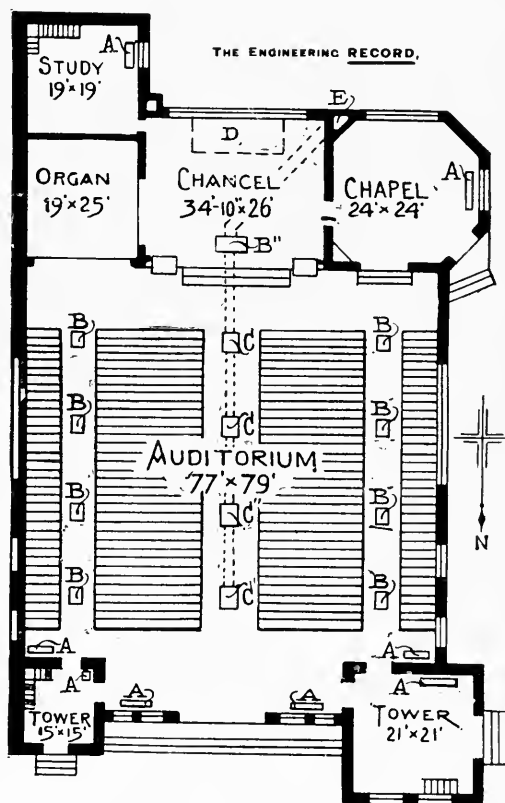 THE ENGINEERING RECORD,
A
STUDY
19'×19'
E
D
ORGAN
19'×25'
CHANCEL
34'-10"×26'
CHAPEL
24'×24'
A
B"
B
C
B
B
C
B
AUDITORIUM
77'×79'
B
C"
B
N
B
C'
B
A
A
A
A
A
A
TOWER
15'×15'
TOWER
21'×21'